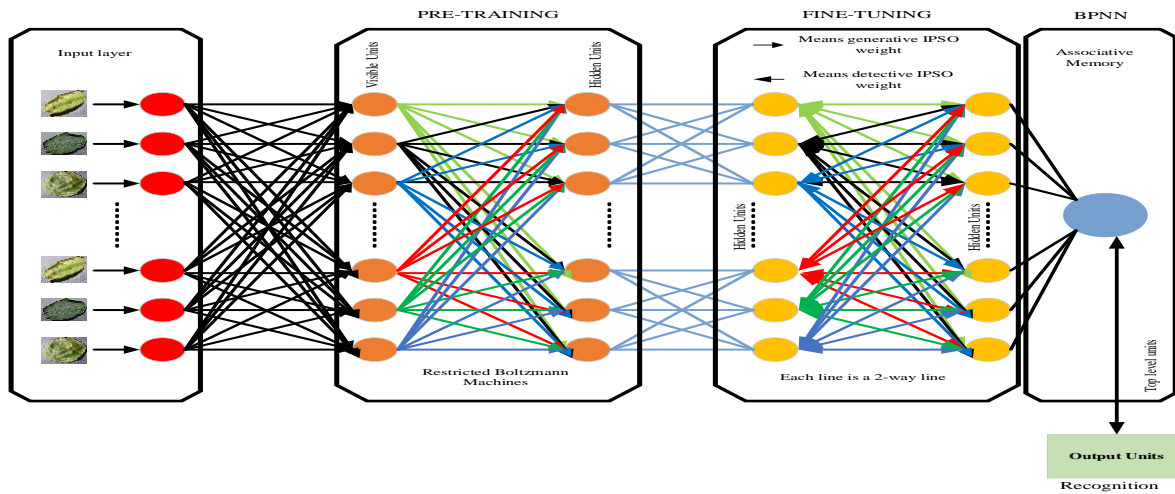 PRE-TRAINING
FINE-TUNING
BPNN
Input layer
Visible Units
Hidden Units
Means generative IPSO
weight
Means detective IPSO
weight
Associative
Memory
Hidden Units
Hidden Units
Restricted Boltzmann
Machines
Each line is a 2-way line
Top level units
Output Units
Recognition